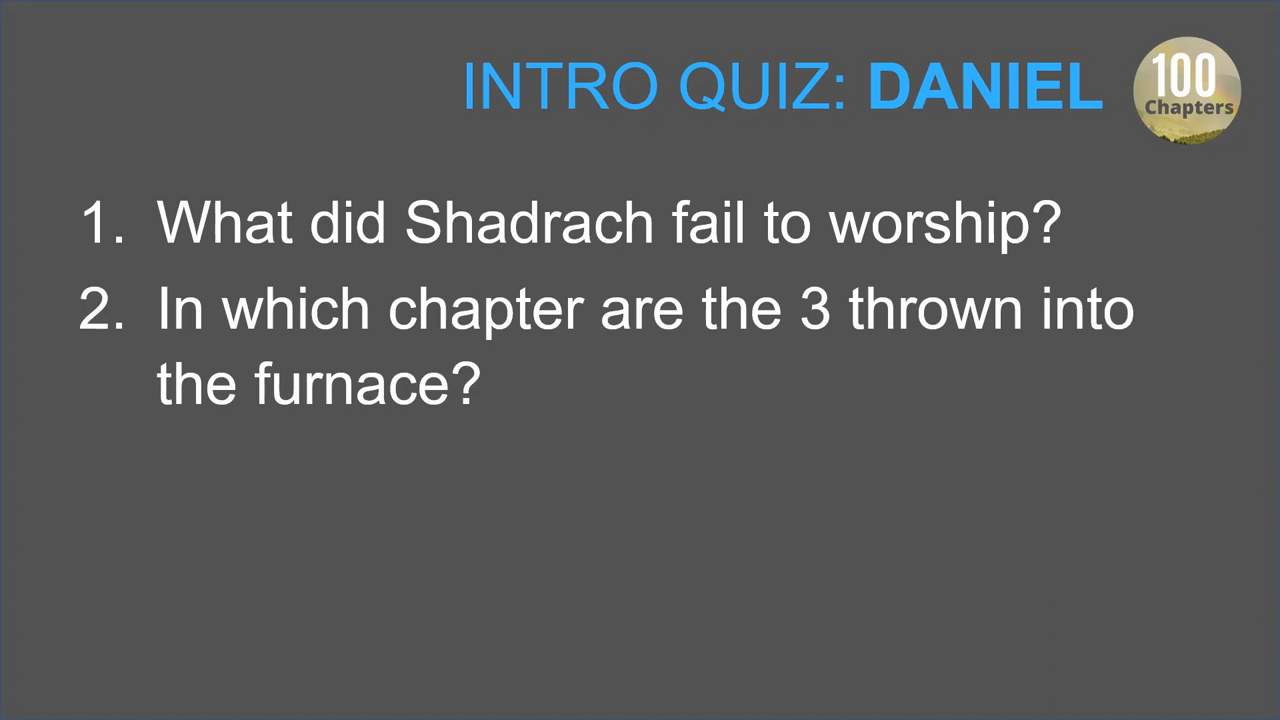 INTRO QUIZ: DANIEL
100
Chapters
1. What did Shadrach fail to worship?
2. In which chapter are the 3 thrown into
the furnace?